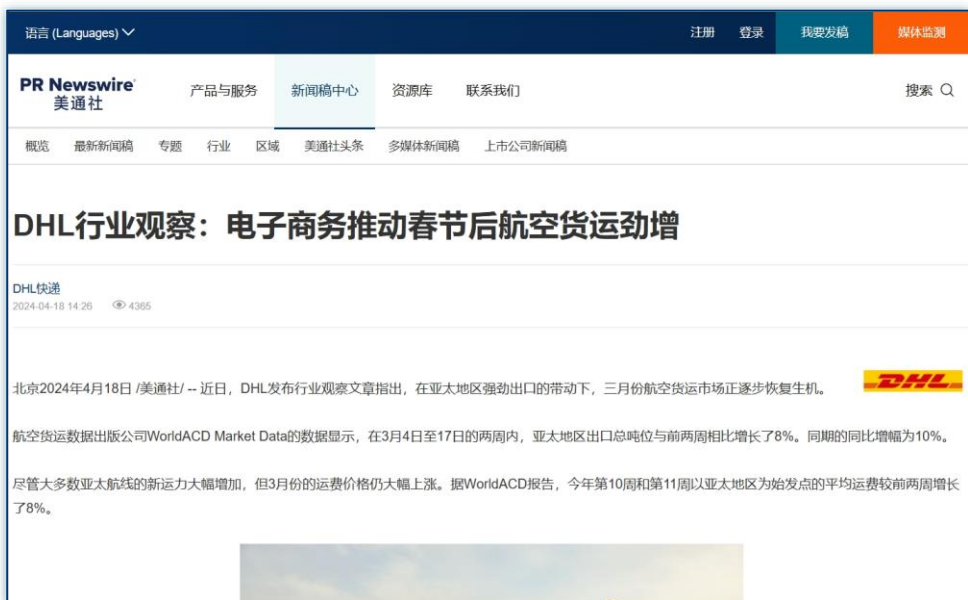 语言 (Languages)
注册 登录 我要发稿 媒体监测
PR Newswire
美通社
产品与服务 新闻稿中心 资源库 联系我们
搜索
概览 最新新闻稿 专题 行业 区域 美通社头条 多媒体新闻稿 上市公司新闻稿
DHL行业观察：电子商务推动春节后航空货运劲增
DHL快递
2024-04-18 14:26 4365
北京2024年4月18日 /美通社/ -- 近日，DHL发布行业观察文章指出，在亚太地区强劲出口的带动下，三月份航空货运市场正逐步恢复生机。
DHL
航空货运数据出版公司WorldACD Market Data的数据显示，在3月4日至17日的两周内，亚太地区出口总吨位与前两周相比增长了8%。同期的同比增幅为10%。
尽管大多数亚太航线的新运力大幅增加，但3月份的运费价格仍大幅上涨。据WorldACD报告，今年第10周和第11周以亚太地区为始发点的平均运费较前两周增长
了8%。